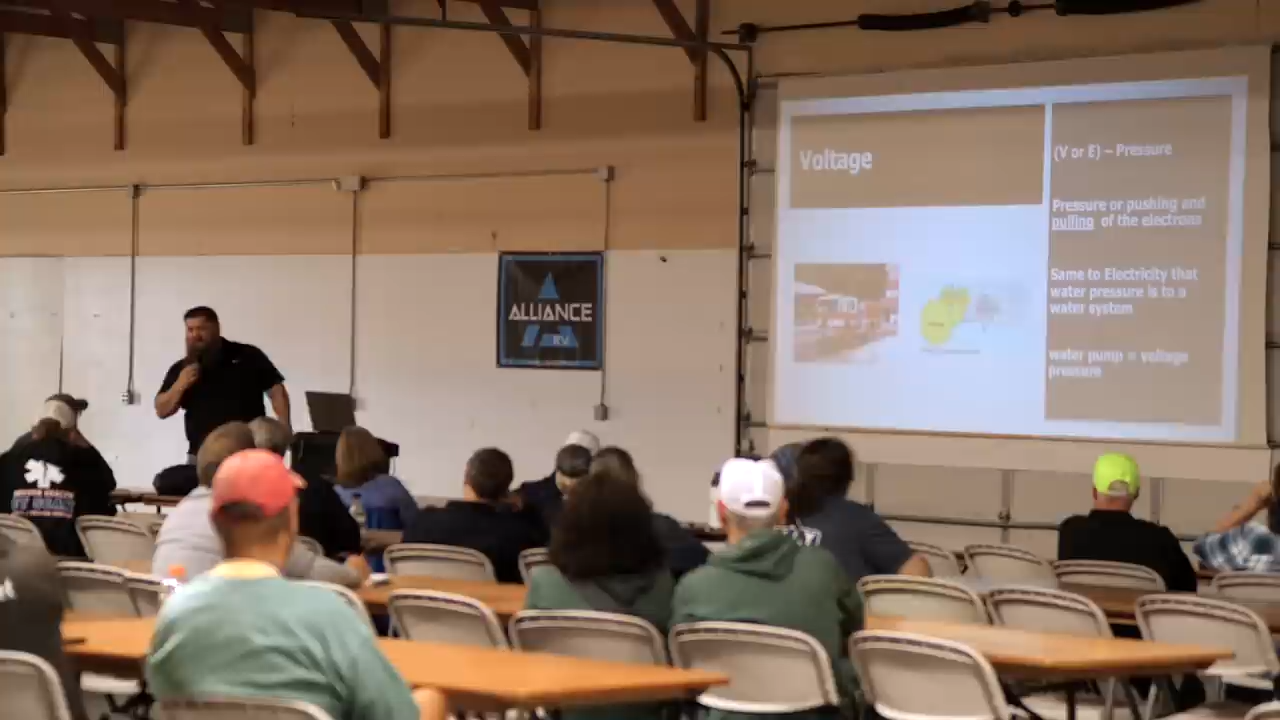 Voltage
(V or E) – Pressure
Pressure or pushing and
pulling of the electrons
Same to Electricity that
water pressure is to a
water system
water pump = voltage
pressure
ALLIANCE
RV